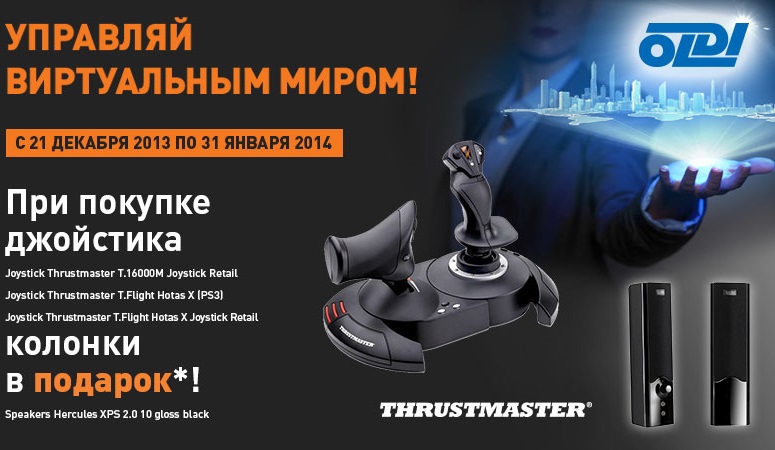 УПРАВЛЯЙ
ВИРТУАЛЬНЫМ МИРОМ!
OLDI
С 21 ДЕКАБРЯ 2013 ПО 31 ЯНВАРЯ 2014
При покупке
джойстика
Joystick Thrustmaster T.16000M Joystick Retail
Joystick Thrustmaster T.Flight Hotas X (PS3)
Joystick Thrustmaster T.Flight Hotas X Joystick Retail
колонки
в подарок*!
Speakers Hercules XPS 2.0 10 gloss black
THRUSTMASTER
THRUSTMASTER®